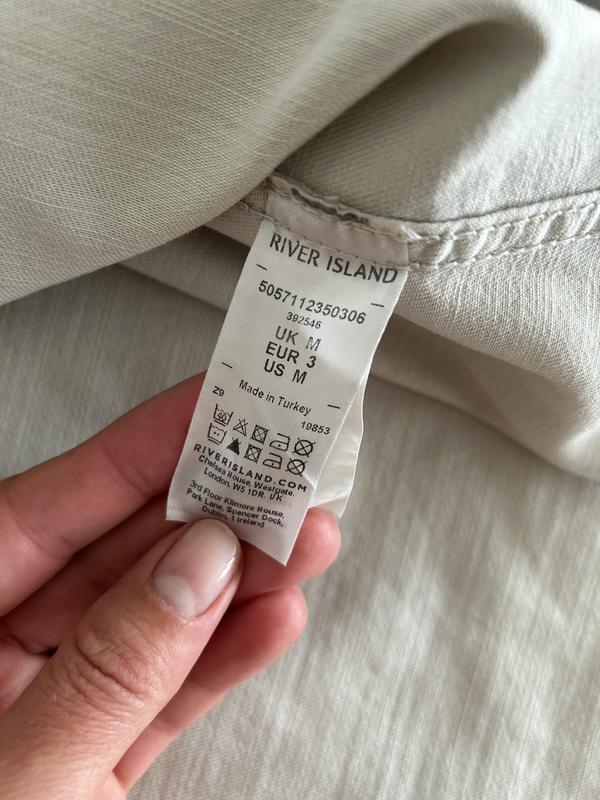 RIVER ISLAND
5057112350306
392546
UK M
EUR 3
US M
Made in Turkey
Z9
19853
RIVERISLAND.COM
Chelsea House, Westgate,
London. W5 1DR. UK
3rd Floor Kilmore House,
Park Lane, Spencer Dock,
Dublin, 1 Ireland